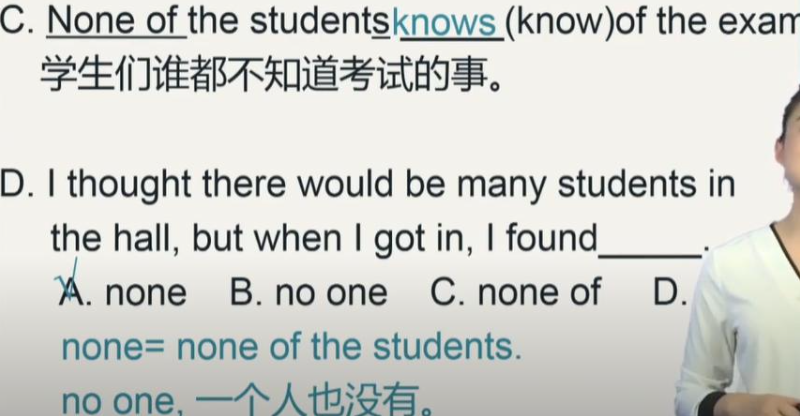 C. None of the students knows (know)of the exam
学生们谁都不知道考试的事。
D. I thought there would be many students in
the hall, but when I got in, I found______.
A. none B. no one C. none of D.
none= none of the students.
no one, 一个人也没有。